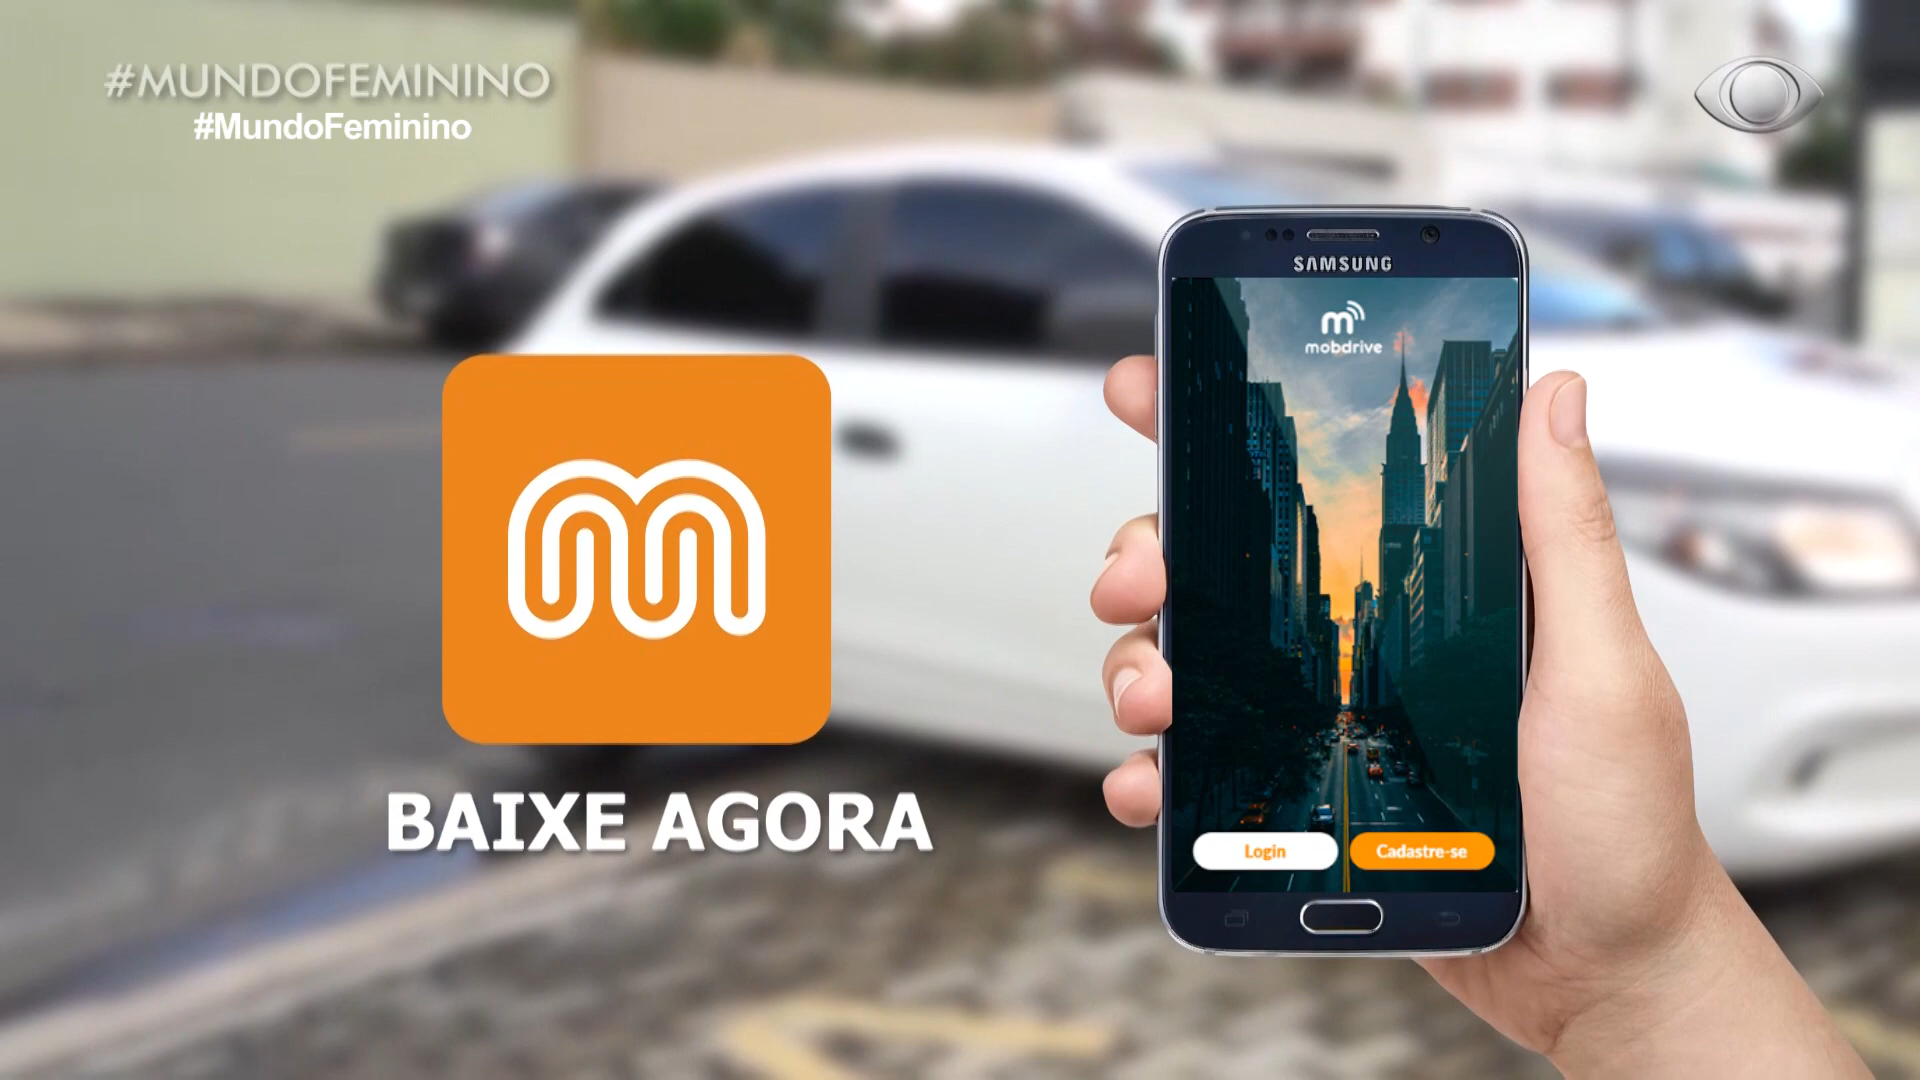 #MUNDOFEMININO
#MundoFeminino
SAMSUNG
mobdrive
BAIXE AGORA
Login
Cadastre-se